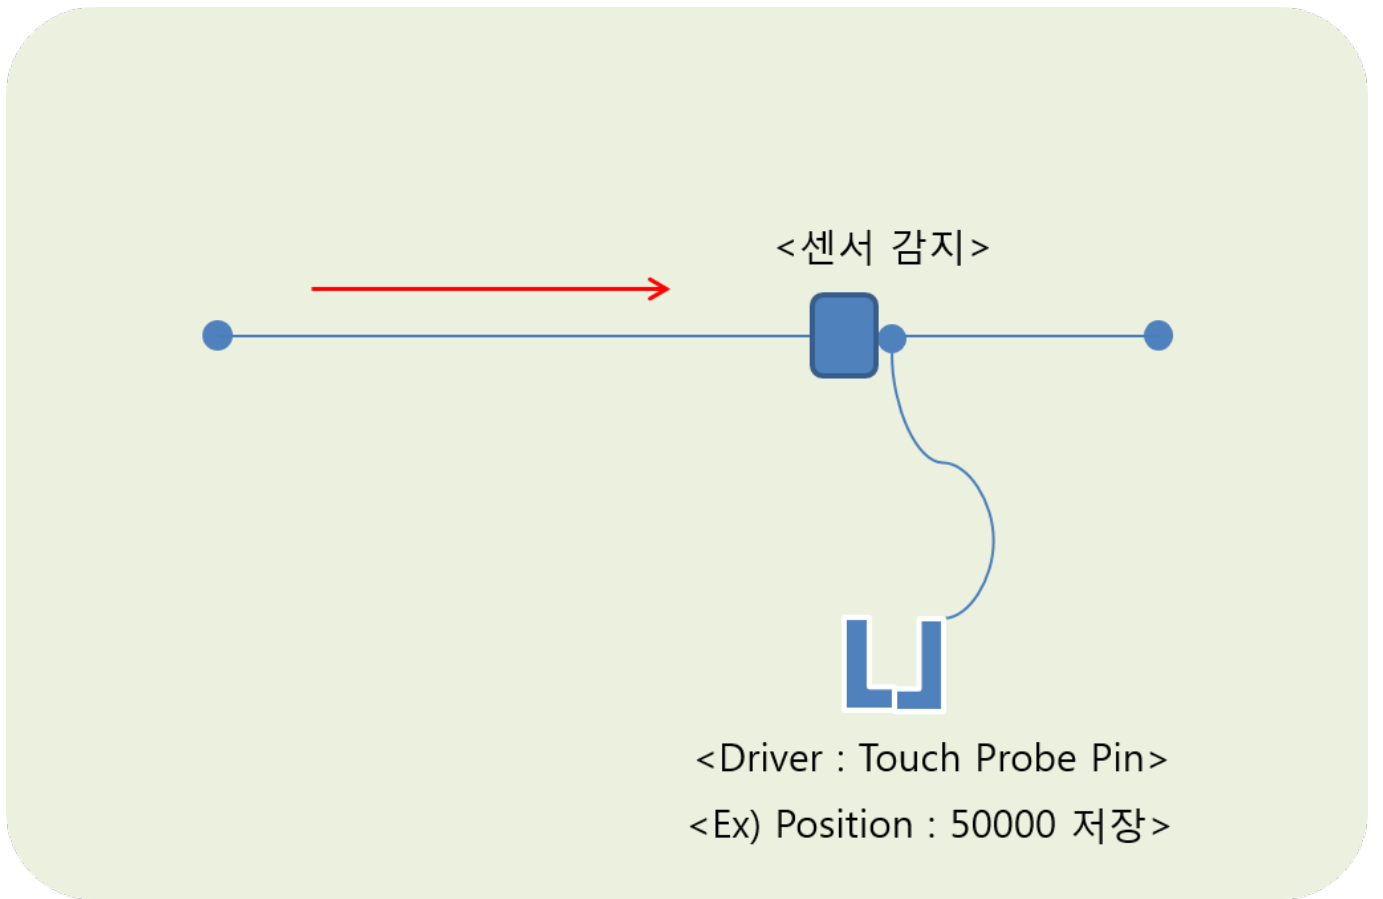 <센서 감지>
<Driver : Touch Probe Pin>
<Ex) Position : 50000 저장>